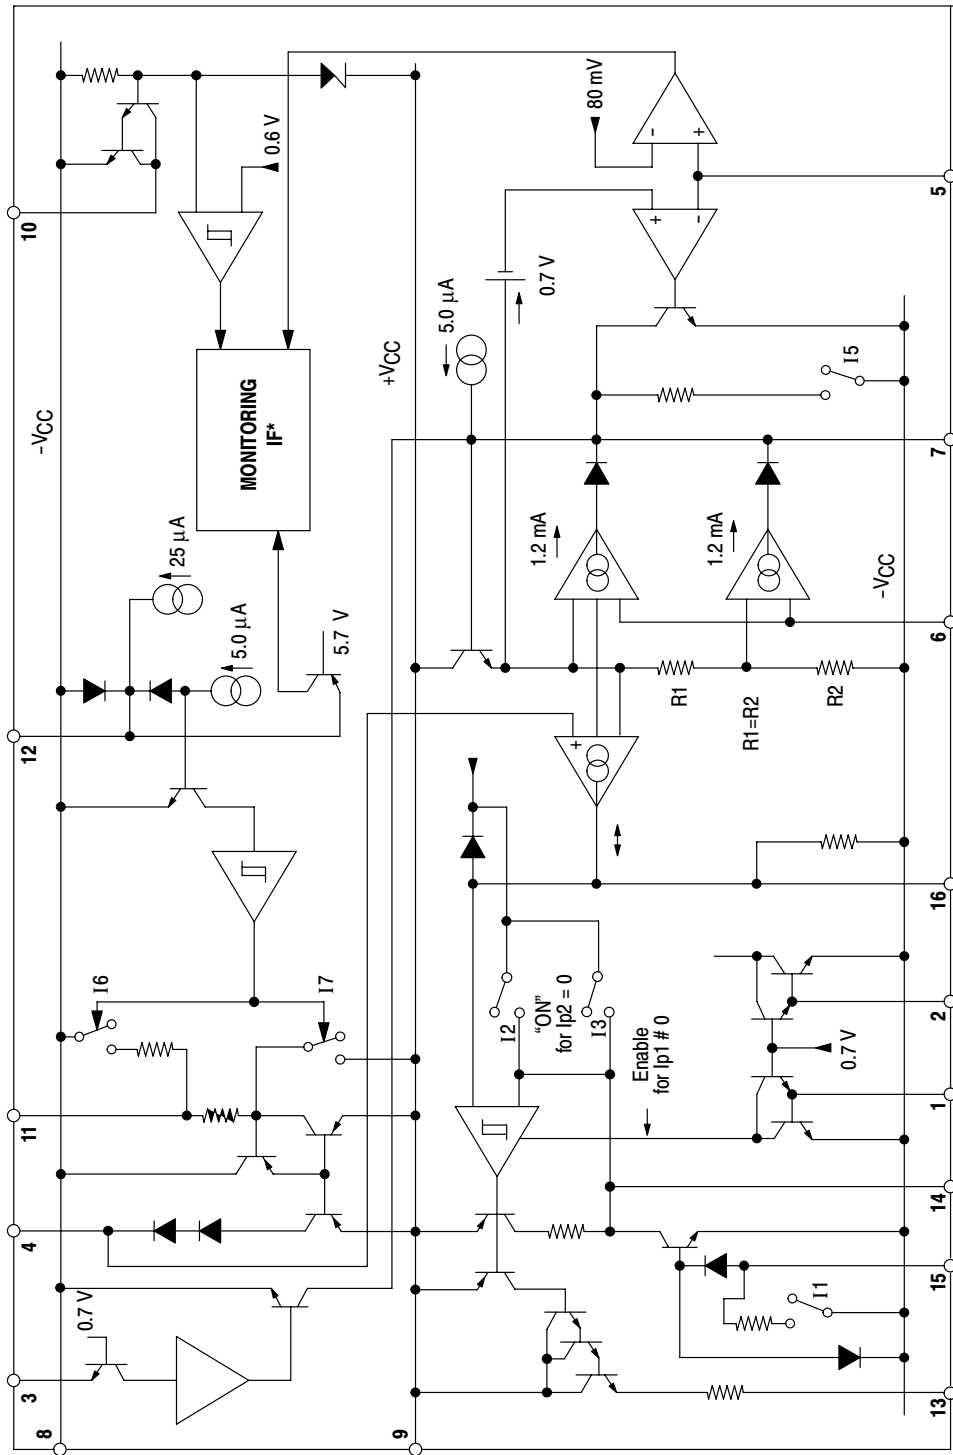 8
3
4
11
12
10
–VCC
0.7 V
I6
25 µA
5.0 µA
0.6 V
MONITORING
IF*
I7
5.7 V
9
+VCC
5.0 µA
0.7 V
80 mV
I2
"ON"
for Ip2 = 0
I3
+
1.2 mA
+
–
–
+
Enable
for Ip1 # 0
R1
R1=R2
R2
1.2 mA
I5
I1
0.7 V
–VCC
13
15
14
1
2
16
6
7
5